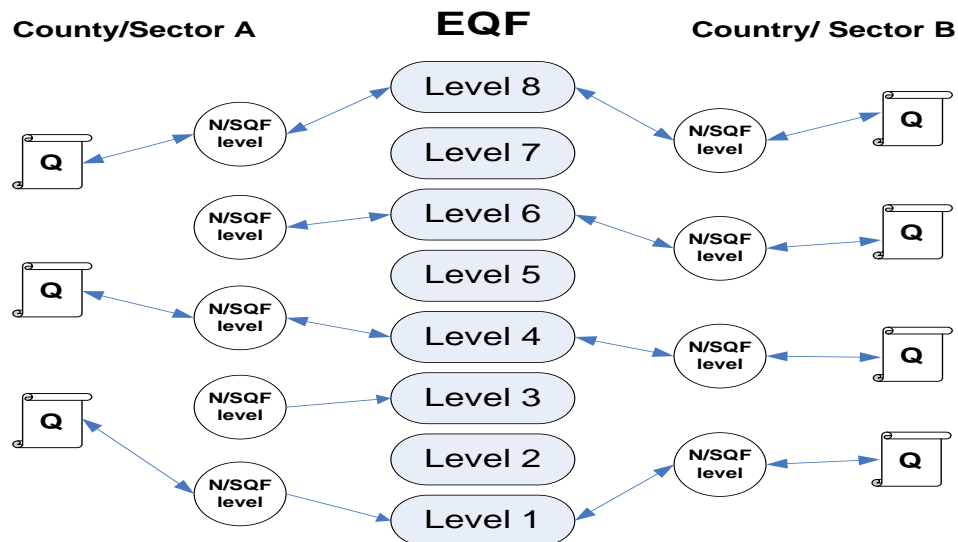 County/Sector A
EQF
Country/ Sector B
Level 8
Q
N/SQF
level
N/SQF
level
Q
Level 7
N/SQF
level
Level 6
N/SQF
level
Q
Q
Level 5
N/SQF
level
Level 4
N/SQF
level
Q
Q
N/SQF
level
Level 3
Level 2
N/SQF
level
Q
N/SQF
level
Level 1